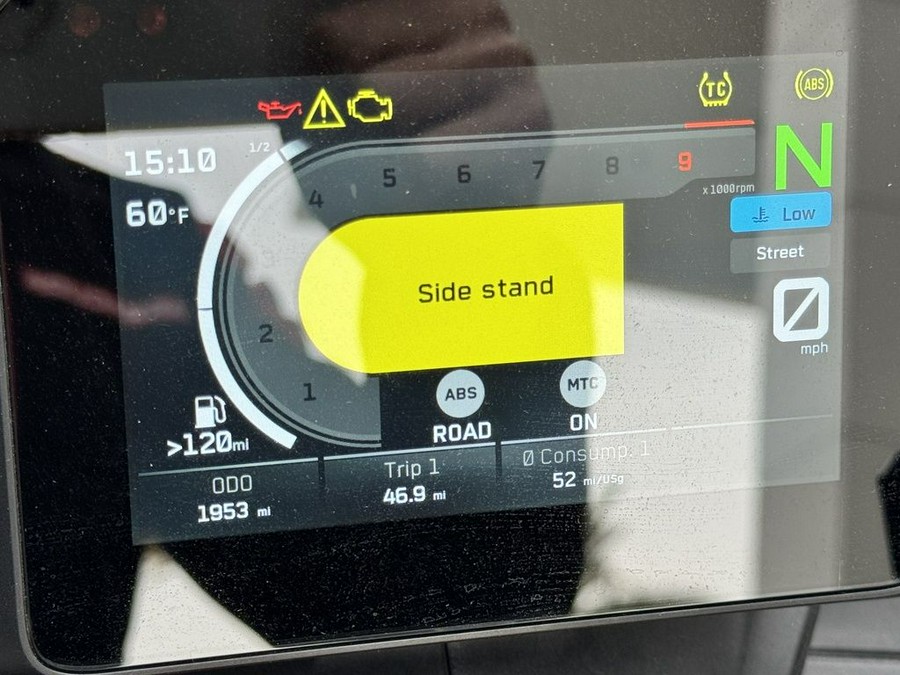 TC
ABS
15:10
1/2
4
5
6
7
8
9
x 1000rpm
N
60°F
Low
Street
Side stand
2
1
0
mph
ABS
MTC
ROAD
ON
>120mi
ODO
1953 mi
Trip 1
46.9 mi
Ø Consump. 1
52 mi/USg